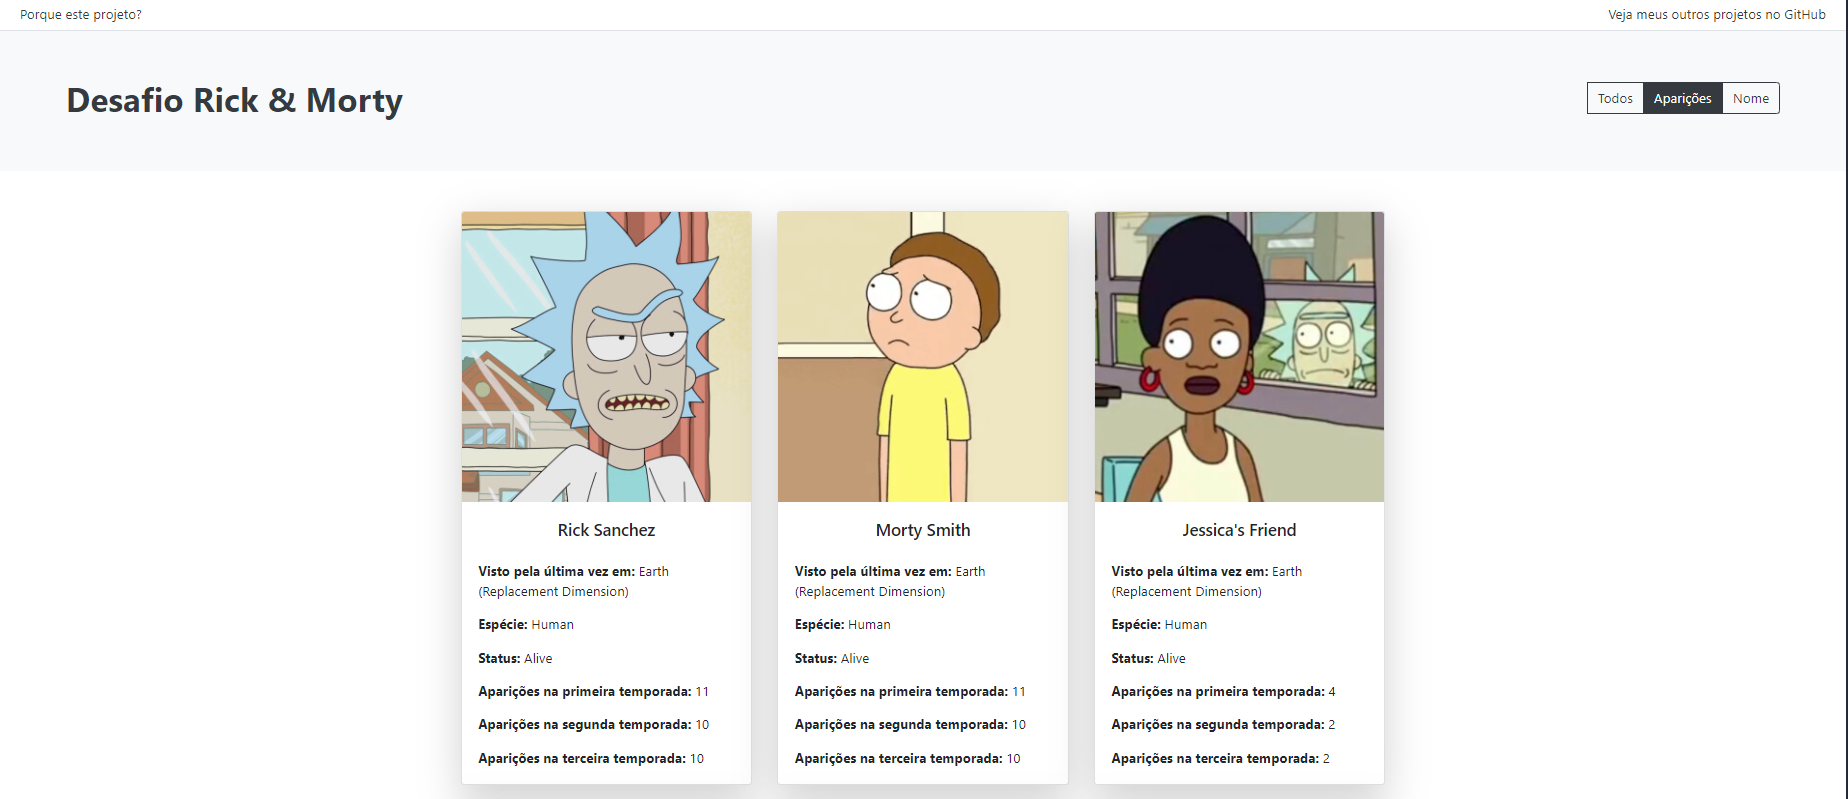 Porque este projeto?
Veja meus outros projetos no GitHub
Desafio Rick & Morty
Todos
Aparições
Nome
Rick Sanchez
Visto pela última vez em: Earth
(Replacement Dimension)
Espécie: Human
Status: Alive
Aparições na primeira temporada: 11
Aparições na segunda temporada: 10
Aparições na terceira temporada: 10
Morty Smith
Visto pela última vez em: Earth
(Replacement Dimension)
Espécie: Human
Status: Alive
Aparições na primeira temporada: 11
Aparições na segunda temporada: 10
Aparições na terceira temporada: 10
Jessica's Friend
Visto pela última vez em: Earth
(Replacement Dimension)
Espécie: Human
Status: Alive
Aparições na primeira temporada: 4
Aparições na segunda temporada: 2
Aparições na terceira temporada: 2